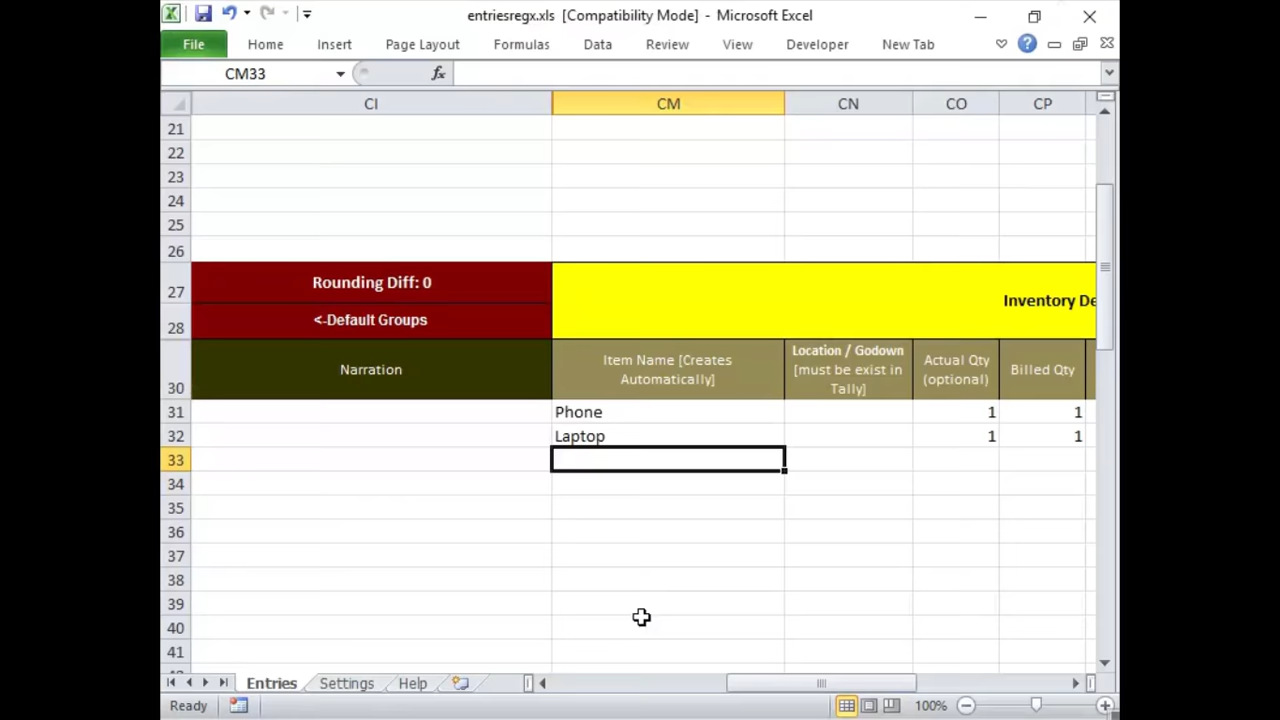 entriesregx.xls [Compatibility Mode] - Microsoft Excel
File Home Insert Page Layout Formulas Data Review View Developer New Tab
CM33 fx
CI CM CN CO CP
21
22
23
24
25
26
27 Rounding Diff: 0 Inventory De
28 <-Default Groups
30 Narration
Item Name [Creates
Automatically]
Location / Godown
[must be exist in
Tally]
Actual Qty
(optional)
Billed Qty
31 Phone 1 1
32 Laptop 1 1
33
34
35
36
37
38
39
40
41
Entries Settings Help
Ready 100%